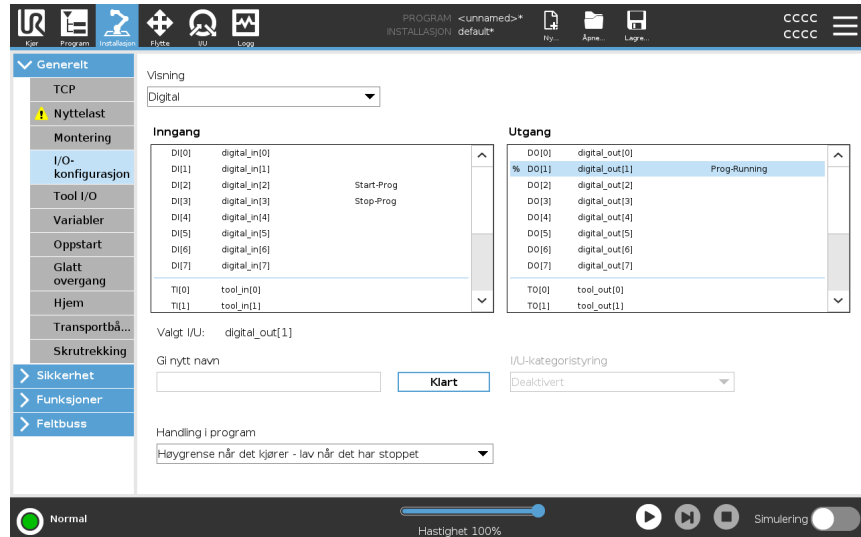 PROGRAM <unnamed>*
INSTALLASJON default*
CCCC
CCCC
UR
Kjør
Program
Installasjon
Flytte
I/U
Logg
Ny...
Åpne...
Lagre...
Generelt
TCP
Nyttelast
Montering
I/O-
konfigurasjon
Tool I/O
Variabler
Oppstart
Glatt
overgang
Hjem
Transportbå...
Skrutrekking
Sikkerhet
Funksjoner
Feltbuss
Visning
Digital
Inngang
DI[0] digital_in[0]
DI[1] digital_in[1]
DI[2] digital_in[2] Start-Prog
DI[3] digital_in[3] Stop-Prog
DI[4] digital_in[4]
DI[5] digital_in[5]
DI[6] digital_in[6]
DI[7] digital_in[7]
TI[0] tool_in[0]
TI[1] tool_in[1]
Utgang
DO[0] digital_out[0]
% DO[1] digital_out[1] Prog-Running
DO[2] digital_out[2]
DO[3] digital_out[3]
DO[4] digital_out[4]
DO[5] digital_out[5]
DO[6] digital_out[6]
DO[7] digital_out[7]
TO[0] tool_out[0]
TO[1] tool_out[1]
Valgt I/U: digital_out[1]
Gi nytt navn
Klart
I/U-kategoristyring
Deaktivert
Handling i program
Høygrense når det kjører - lav når det har stoppet
Normal
Hastighet 100%
Simulering